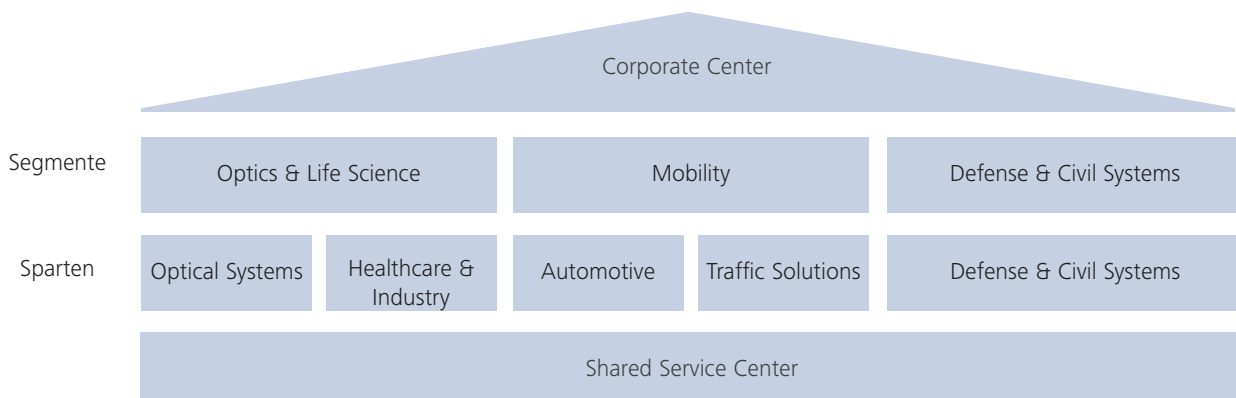 Corporate Center
Segmente
Optics & Life Science
Mobility
Defense & Civil Systems
Sparten
Optical Systems
Healthcare &
Industry
Automotive
Traffic Solutions
Defense & Civil Systems
Shared Service Center